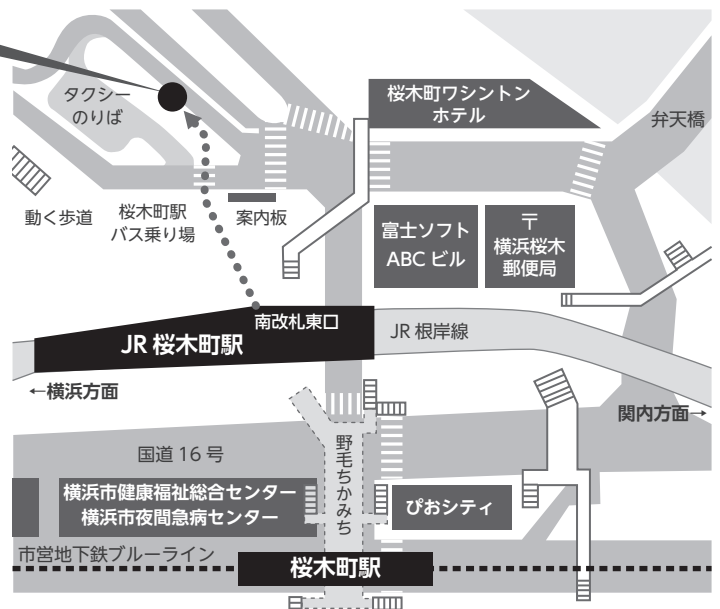 タクシー
のりば
桜木町ワシントン
ホテル
弁天橋
動く歩道
桜木町駅
バス乗り場
案内板
富士ソフト
ABC ビル
〒
横浜桜木
郵便局
南改札東口
JR 桜木町駅
JR 根岸線
←横浜方面
関内方面→
国道 16 号
野毛ちかみち
横浜市健康福祉総合センター
横浜市夜間急病センター
ぴおシティ
市営地下鉄ブルーライン
桜木町駅